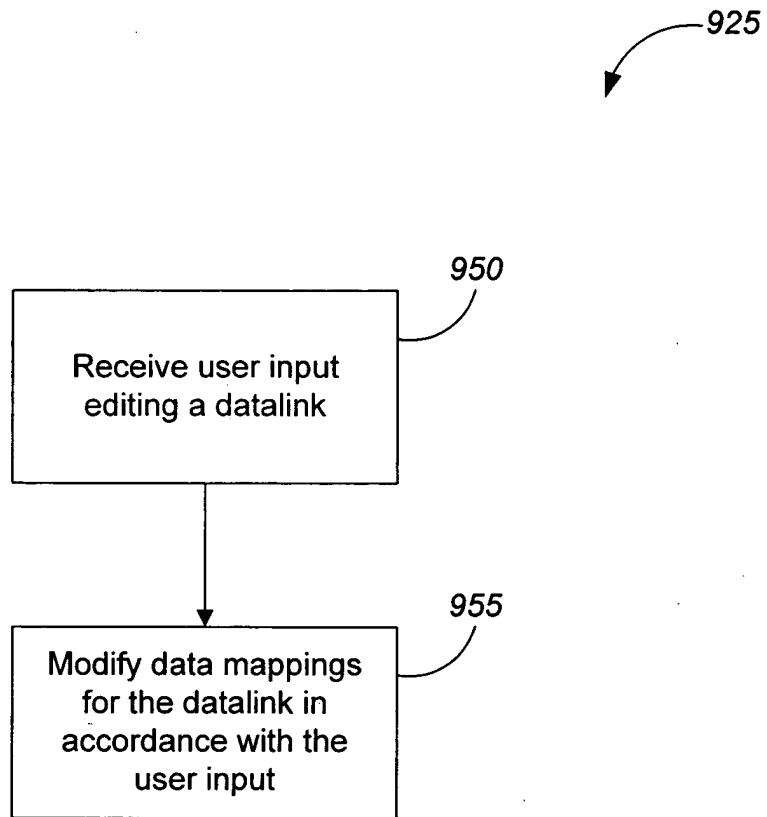 925
950
Receive user input
editing a datalink
955
Modify data mappings
for the datalink in
accordance with the
user input